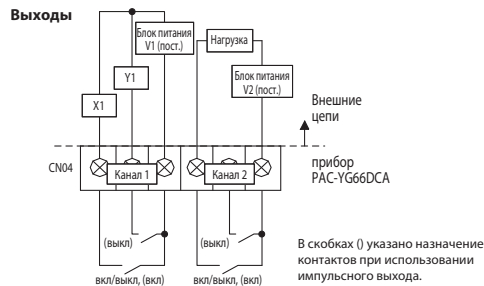 Выходы
Блок питания
V1 (пост.)
Нагрузка
Y1
Блок питания
V2 (пост.)
X1
Внешние
цепи
CN04
Канал 1
Канал 2
прибор
PAC-YG66DCA
(выкл)
(выкл)
вкл/выкл, (вкл)
вкл/выкл, (вкл)
В скобках () указано назначение
контактов при использовании
импульсного выхода.